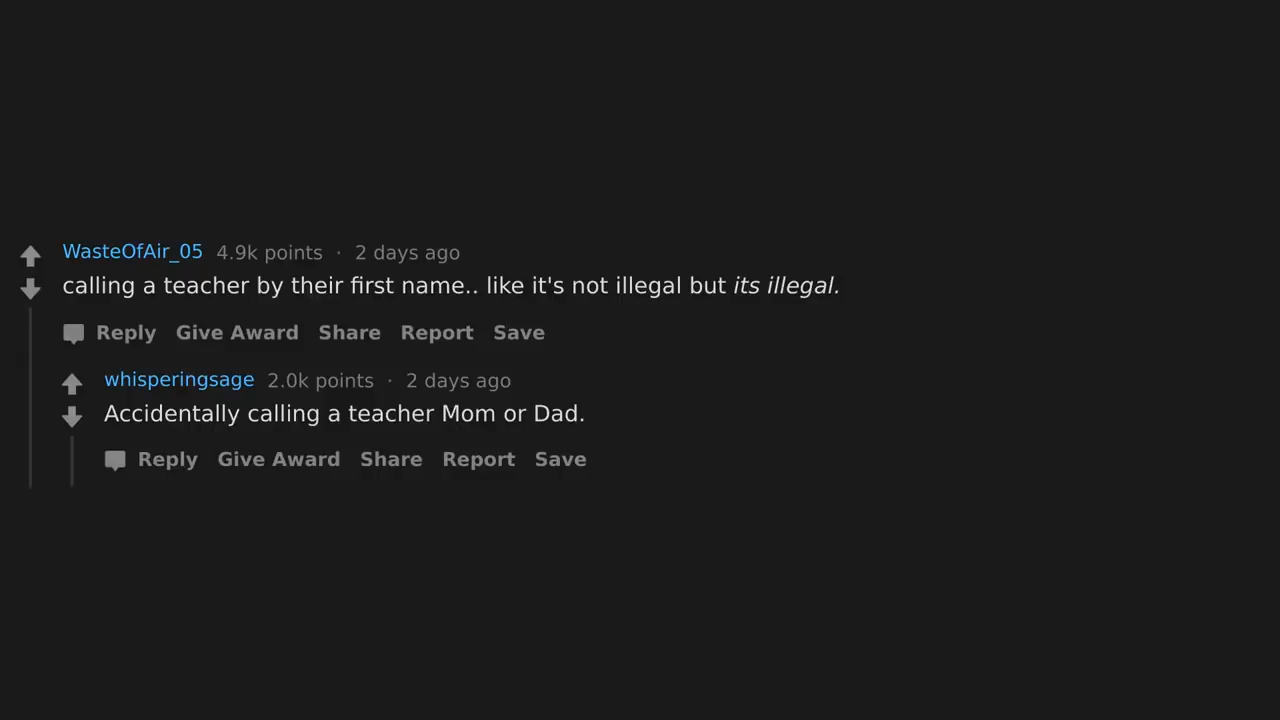 WasteOfAir_05 4.9k points · 2 days ago
calling a teacher by their first name.. like it's not illegal but its illegal.
Reply Give Award Share Report Save
whisperingsage 2.0k points · 2 days ago
Accidentally calling a teacher Mom or Dad.
Reply Give Award Share Report Save